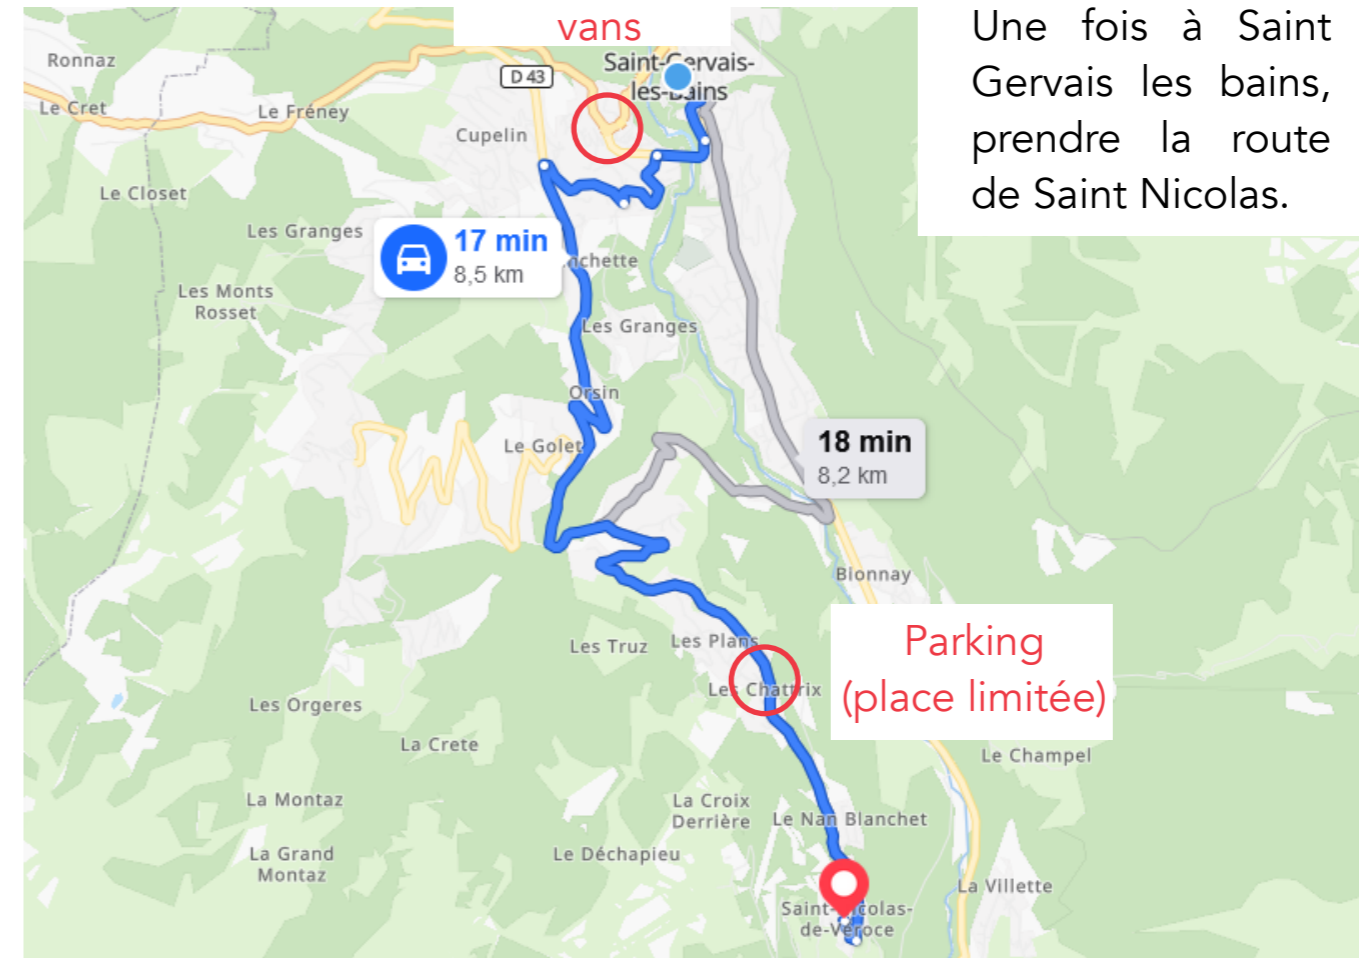 vans
Une fois à Saint
Gervais les bains,
prendre la route
de Saint Nicolas.
Ronnaz
Saint-Gervais-
les-Bains
D 43
Le Cret
Le Fréney
Cupelin
Le Closet
Les Granges
17 min
8,5 km
nchette
Les Monts
Rosset
Les Granges
Orsin
Le Golet
18 min
8,2 km
Bionnay
Parking
(place limitée)
Les Truz
Les Plans
Les Chattrix
Les Orgeres
La Crete
Le Champel
La Montaz
La Croix
Derrière
Le Nan Blanchet
La Grand
Montaz
Le Déchapieu
La Villette
Saint-Nicolas-
de-Véroce